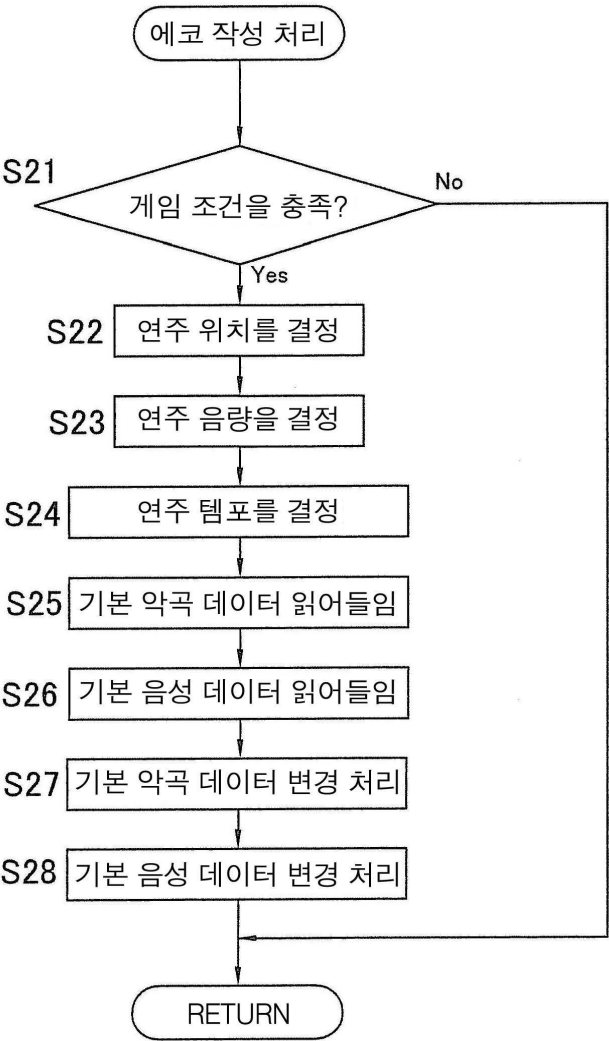 에코 작성 처리
S21
게임 조건을 충족?
No
Yes
S22 연주 위치를 결정
S23 연주 음량을 결정
S24 연주 템포를 결정
S25 기본 악곡 데이터 읽어들임
S26 기본 음성 데이터 읽어들임
S27 기본 악곡 데이터 변경 처리
S28 기본 음성 데이터 변경 처리
RETURN